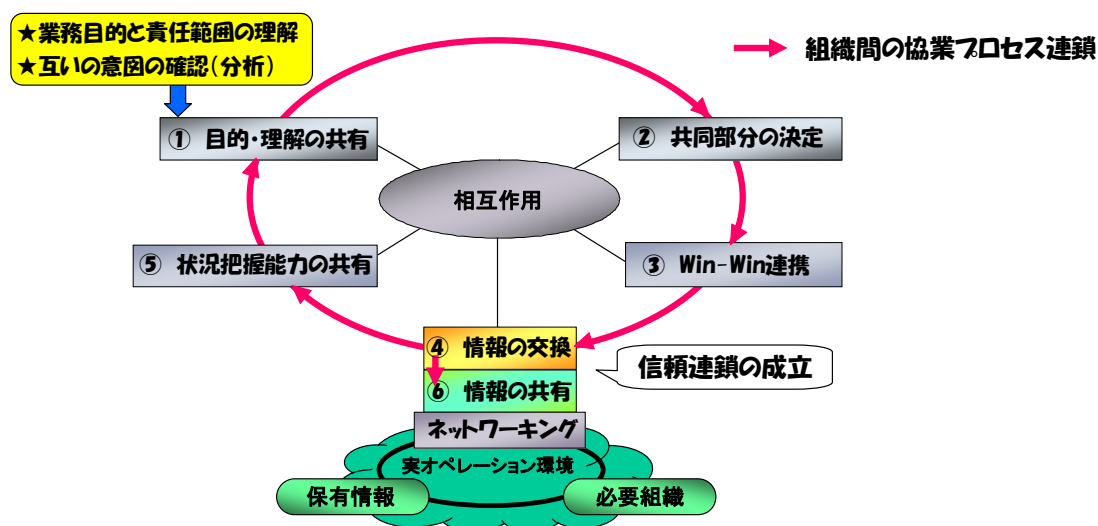 ★業務目的と責任範囲の理解
★互いの意図の確認(分析)
組織間の協業プロセス連鎖
① 目的・理解の共有
② 共同部分の決定
相互作用
⑤ 状況把握能力の共有
③ Win-Win連携
④ 情報の交換
信頼連鎖の成立
⑥ 情報の共有
ネットワーキング
実オペレーション環境
保有情報
必要組織